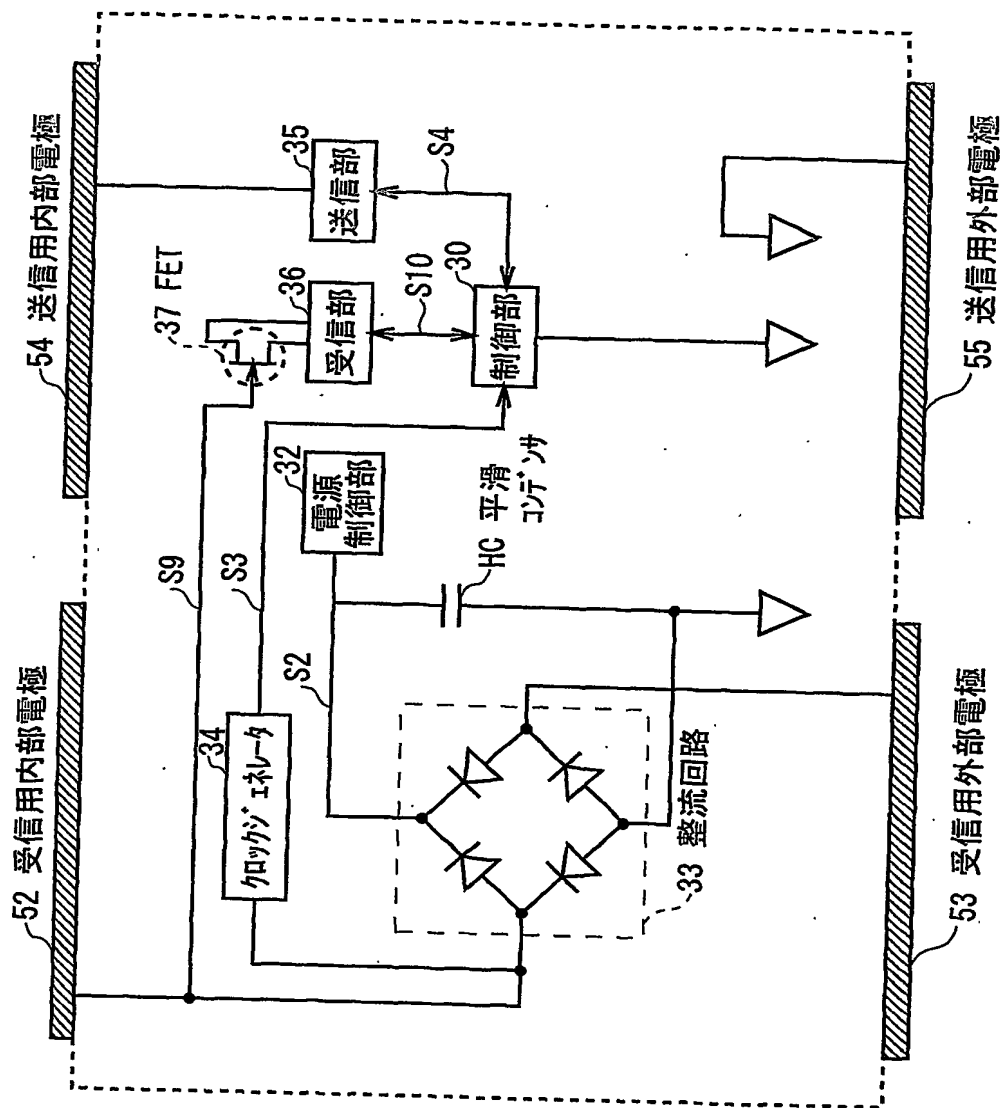 52 受信用内部電極
54 送信用内部電極
37 FET
S9
S3
34
クロックジェネレータ
S2
32
電源
制御部
36
受信部
35
送信部
S10
S4
30
制御部
HC 平滑
コンデンサ
33 整流回路
53 受信用外部電極
55 送信用外部電極